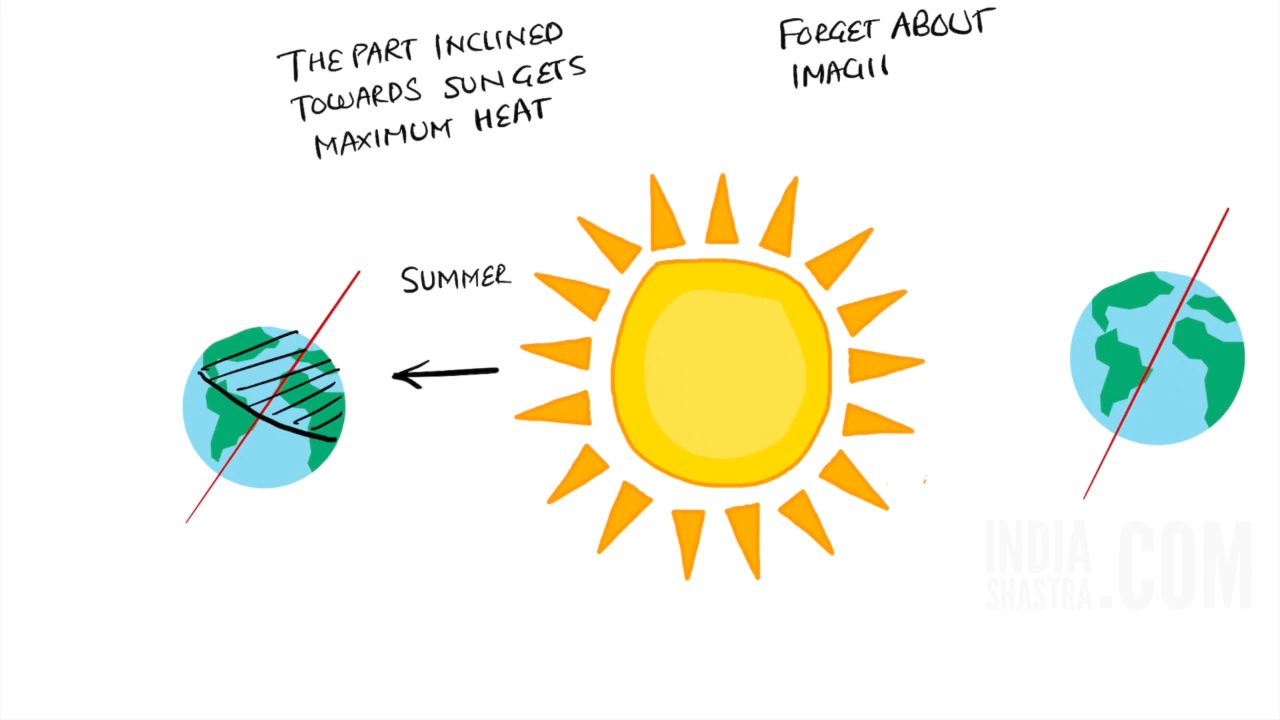 THE PART INCLINED
TOWARDS SUN GETS
MAXIMUM HEAT
FORGET ABOUT
SUMMER
INDIA
SHASTRA
.COM